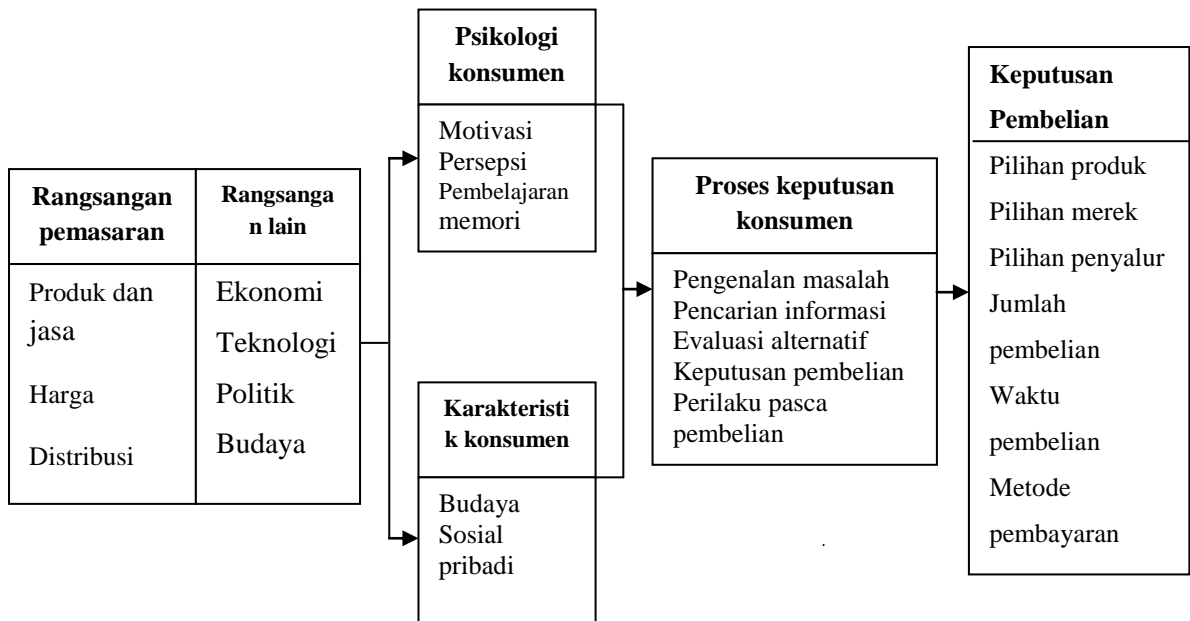 Rangsangan
pemasaran
Produk dan
jasa
Harga
Distribusi
Rangsanga
n lain
Ekonomi
Teknologi
Politik
Budaya
Psikologi
konsumen
Motivasi
Persepsi
Pembelajaran
memori
Karakteristi
k konsumen
Budaya
Sosial
pribadi
Proses keputusan
konsumen
Pengenalan masalah
Pencarian informasi
Evaluasi alternatif
Keputusan pembelian
Perilaku pasca
pembelian
Keputusan
Pembelian
Pilihan produk
Pilihan merek
Pilihan penyalur
Jumlah
pembelian
Waktu
pembelian
Metode
pembayaran